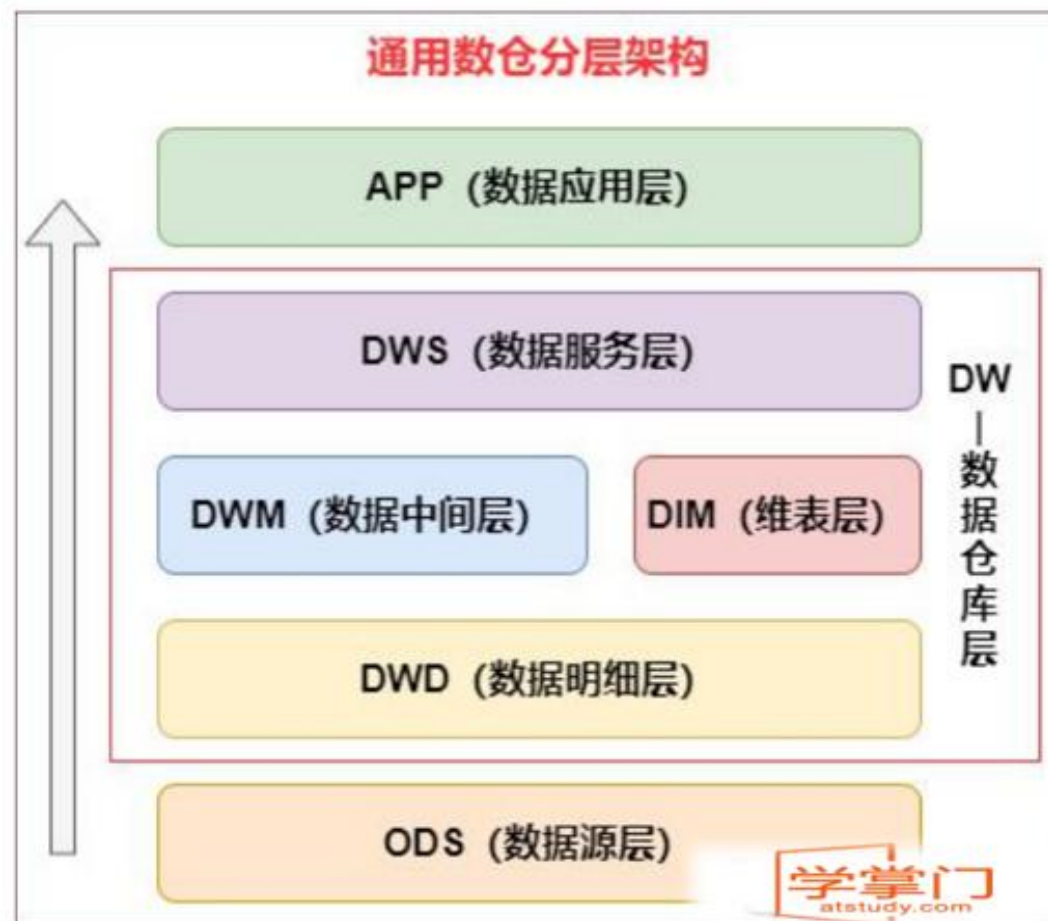 通用数仓分层架构
APP（数据应用层）
DWS（数据服务层）
DWM（数据中间层）
DIM（维表层）
DWD（数据明细层）
DW—数据仓库层
ODS（数据源层）
学掌门
atstudy.com